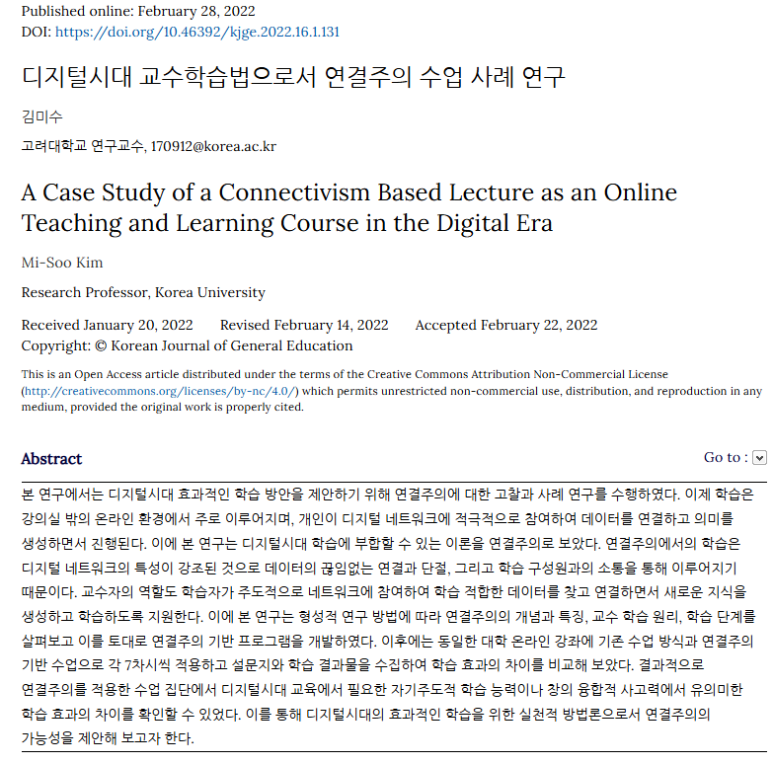 Published online: February 28, 2022
DOI: https://doi.org/10.46392/kjge.2022.16.1.131
디지털시대 교수학습법으로서 연결주의 수업 사례 연구
김미수
고려대학교 연구교수, 170912@korea.ac.kr
A Case Study of a Connectivism Based Lecture as an Online
Teaching and Learning Course in the Digital Era
Mi-Soo Kim
Research Professor, Korea University
Received January 20, 2022 Revised February 14, 2022 Accepted February 22, 2022
Copyright: © Korean Journal of General Education
This is an Open Access article distributed under the terms of the Creative Commons Attribution Non-Commercial License
(http://creativecommons.org/licenses/by-nc/4.0/) which permits unrestricted non-commercial use, distribution, and reproduction in any
medium, provided the original work is properly cited.
Abstract Go to :
본 연구에서는 디지털시대 효과적인 학습 방안을 제안하기 위해 연결주의에 대한 고찰과 사례 연구를 수행하였다. 이제 학습은
강의실 밖의 온라인 환경에서 주로 이루어지며, 개인이 디지털 네트워크에 적극적으로 참여하여 데이터를 연결하고 의미를
생성하면서 진행된다. 이에 본 연구는 디지털시대 학습에 부합할 수 있는 이론을 연결주의로 보았다. 연결주의에서의 학습은
디지털 네트워크의 특성이 강조된 것으로 데이터의 끊임없는 연결과 단절, 그리고 학습 구성원과의 소통을 통해 이루어지기
때문이다. 교수자의 역할도 학습자가 주도적으로 네트워크에 참여하여 학습 적합한 데이터를 찾고 연결하면서 새로운 지식을
생성하고 학습하도록 지원한다. 이에 본 연구는 형성적 연구 방법에 따라 연결주의의 개념과 특징, 교수 학습 원리, 학습 단계를
살펴보고 이를 토대로 연결주의 기반 프로그램을 개발하였다. 이후에는 동일한 대학 온라인 강좌에 기존 수업 방식과 연결주의
기반 수업으로 각 7차시씩 적용하고 설문지와 학습 결과물을 수집하여 학습 효과의 차이를 비교해 보았다. 결과적으로
연결주의를 적용한 수업 집단에서 디지털시대 교육에서 필요한 자기주도적 학습 능력이나 창의 융합적 사고력에서 유의미한
학습 효과의 차이를 확인할 수 있었다. 이를 통해 디지털시대의 효과적인 학습을 위한 실천적 방법론으로서 연결주의의
가능성을 제안해 보고자 한다.